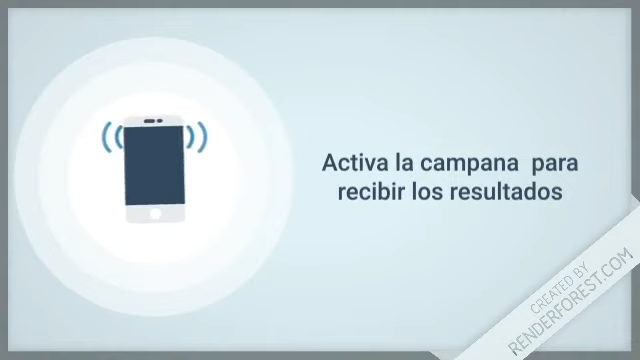 Activa la campana  para
recibir los resultados
CREATED BY
RENDERFOREST.COM